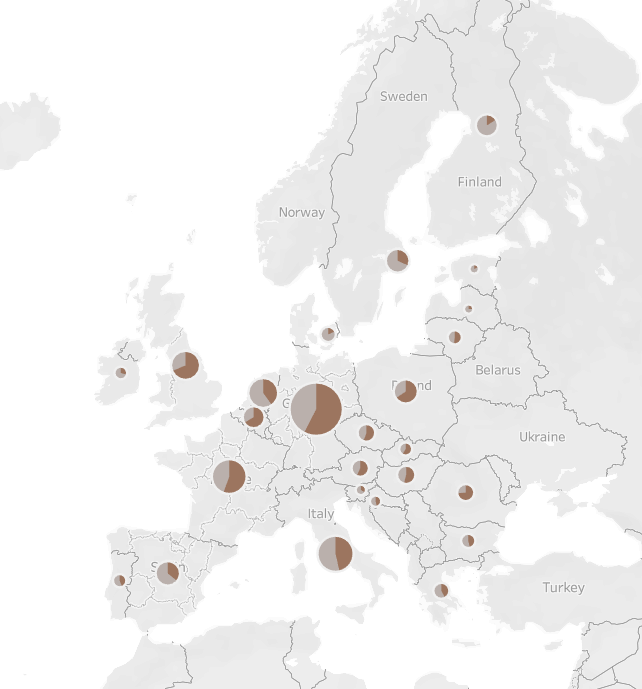 Sweden
Finland
Norway
Belarus
Ukraine
Italy
Turkey